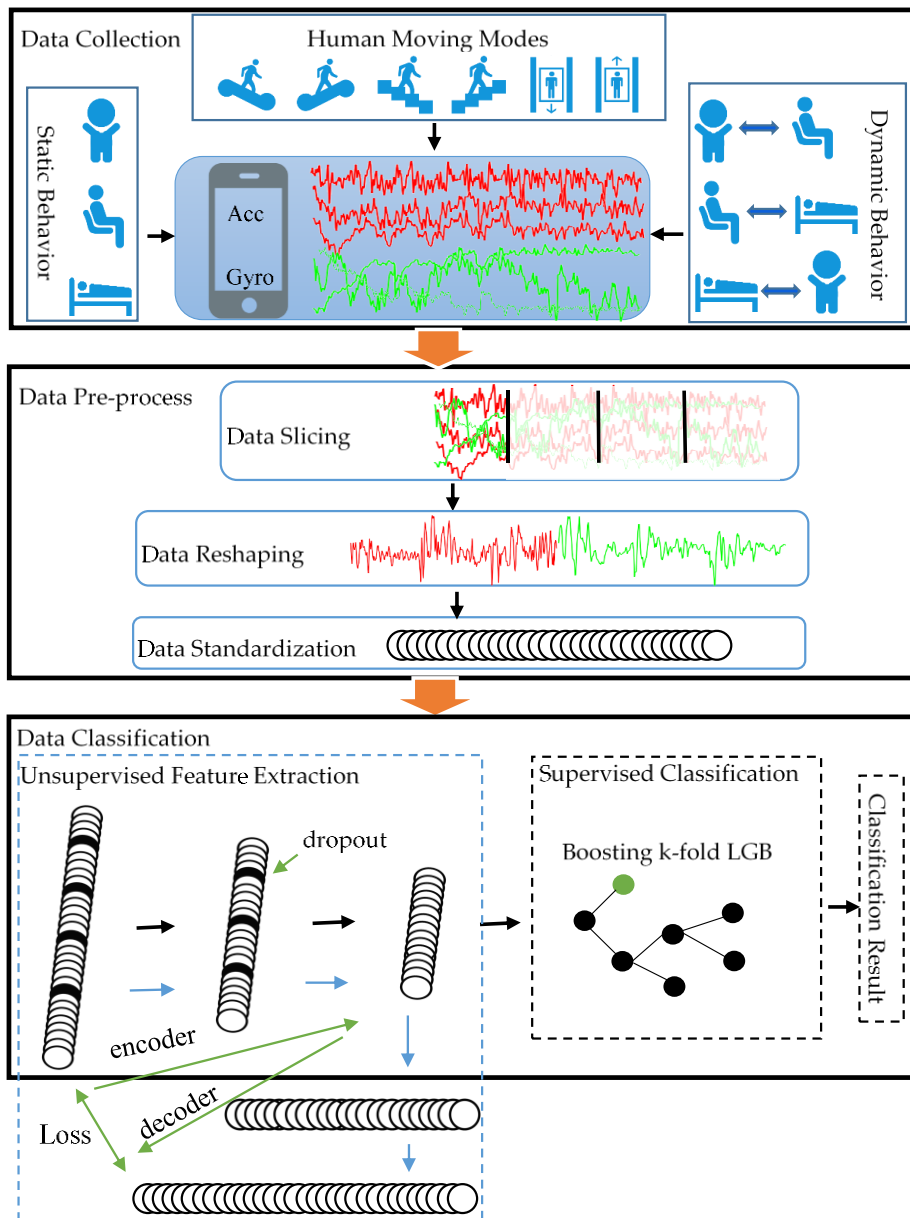 Data Collection
Human Moving Modes
Static Behavior
Acc
Gyro
Dynamic Behavior
Data Pre-process
Data Slicing
Data Reshaping
Data Standardization
Data Classification
Unsupervised Feature Extraction
dropout
encoder
decoder
Loss
Supervised Classification
Boosting k-fold LGB
Classification Result